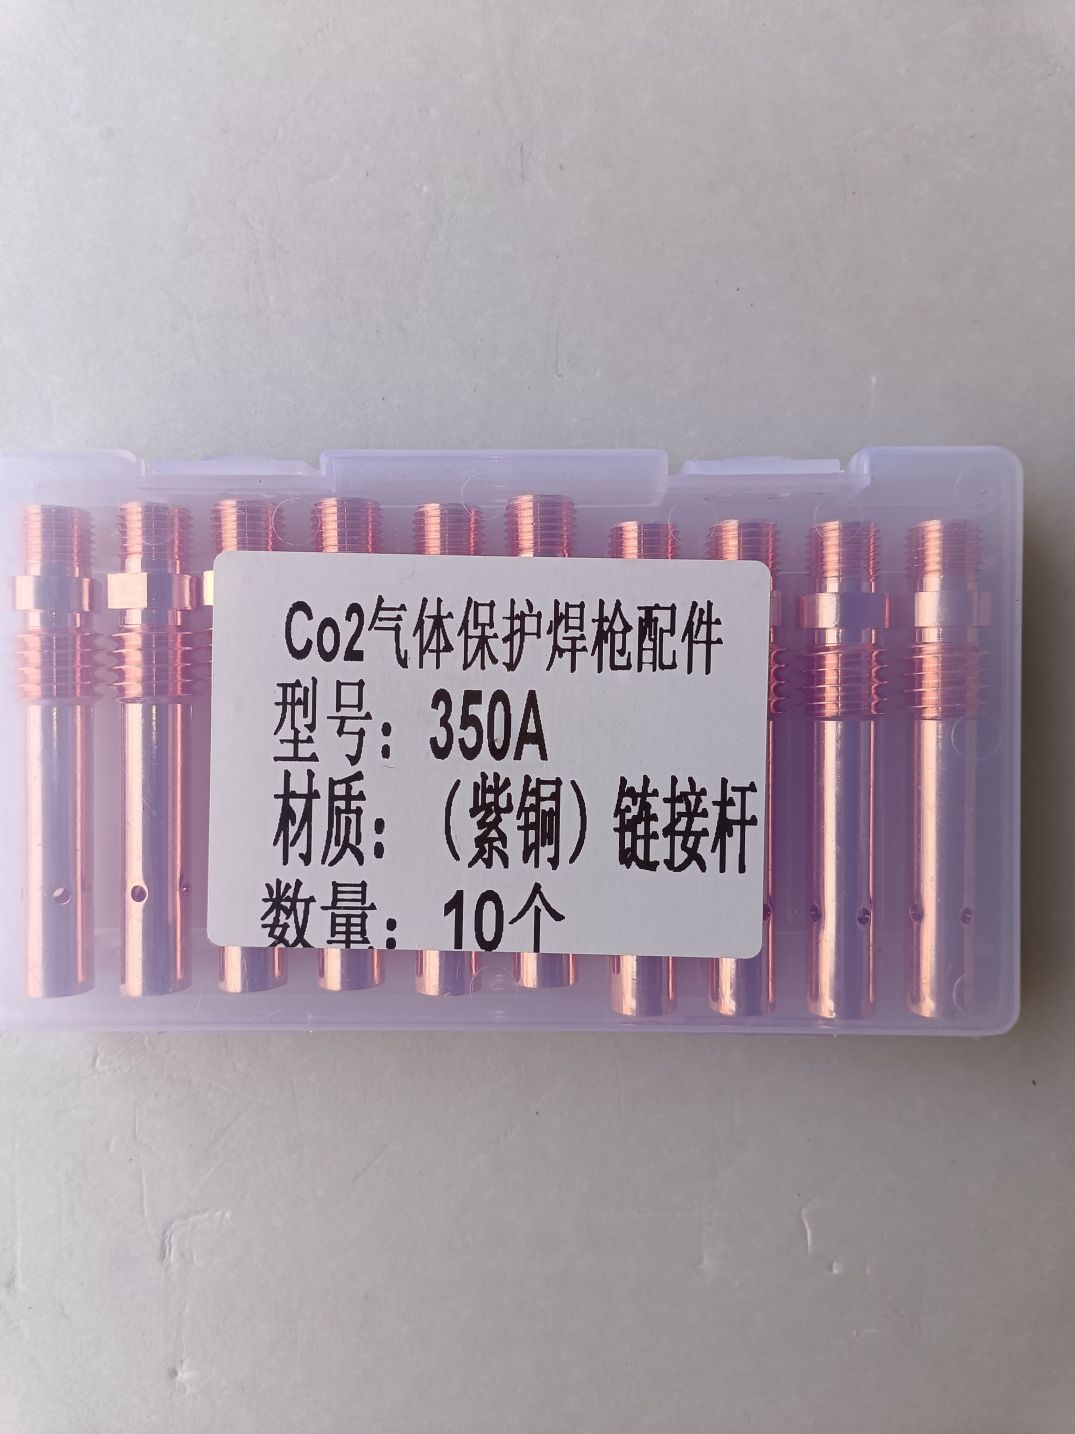 Co2气体保护焊枪配件
型号：350A
材质：（紫铜）链接杆
数量：10个